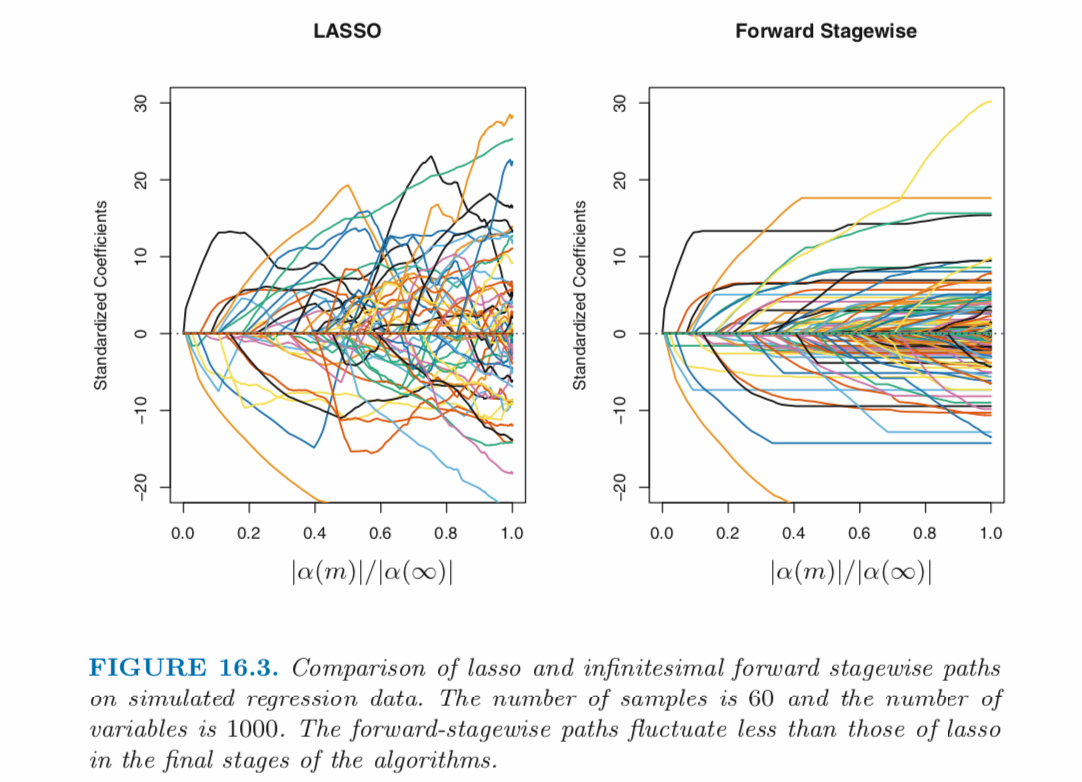 LASSO
Forward Stagewise
Standardized Coefficients
30
20
10
0
−10
−20
0.0 0.2 0.4 0.6 0.8 1.0
|α(m)|/|α(∞)|
Standardized Coefficients
30
20
10
0
−10
−20
0.0 0.2 0.4 0.6 0.8 1.0
|α(m)|/|α(∞)|
FIGURE 16.3. Comparison of lasso and infinitesimal forward stagewise paths
on simulated regression data. The number of samples is 60 and the number of
variables is 1000. The forward-stagewise paths fluctuate less than those of lasso
in the final stages of the algorithms.